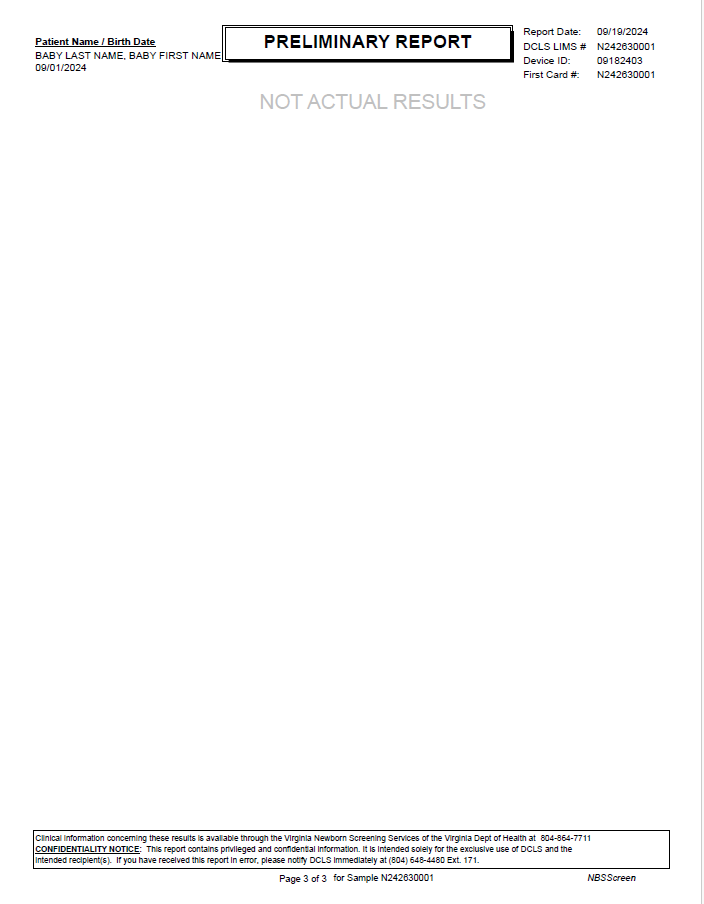 Patient Name / Birth Date
BABY LAST NAME, BABY FIRST NAME
09/01/2024
PRELIMINARY REPORT
Report Date: 09/19/2024
DCLS LIMS # N242630001
Device ID: 09182403
First Card #: N242630001
NOT ACTUAL RESULTS
Clinical information concerning these results is available through the Virginia Newborn Screening Services of the Virginia Dept of Health at 804-864-7711
CONFIDENTIALITY NOTICE: This report contains privileged and confidential information. It is intended solely for the exclusive use of DCLS and the
intended recipient(s). If you have received this report in error, please notify DCLS immediately at (804) 648-4480 Ext. 171.
Page 3 of 3 for Sample N242630001
NBSScreen